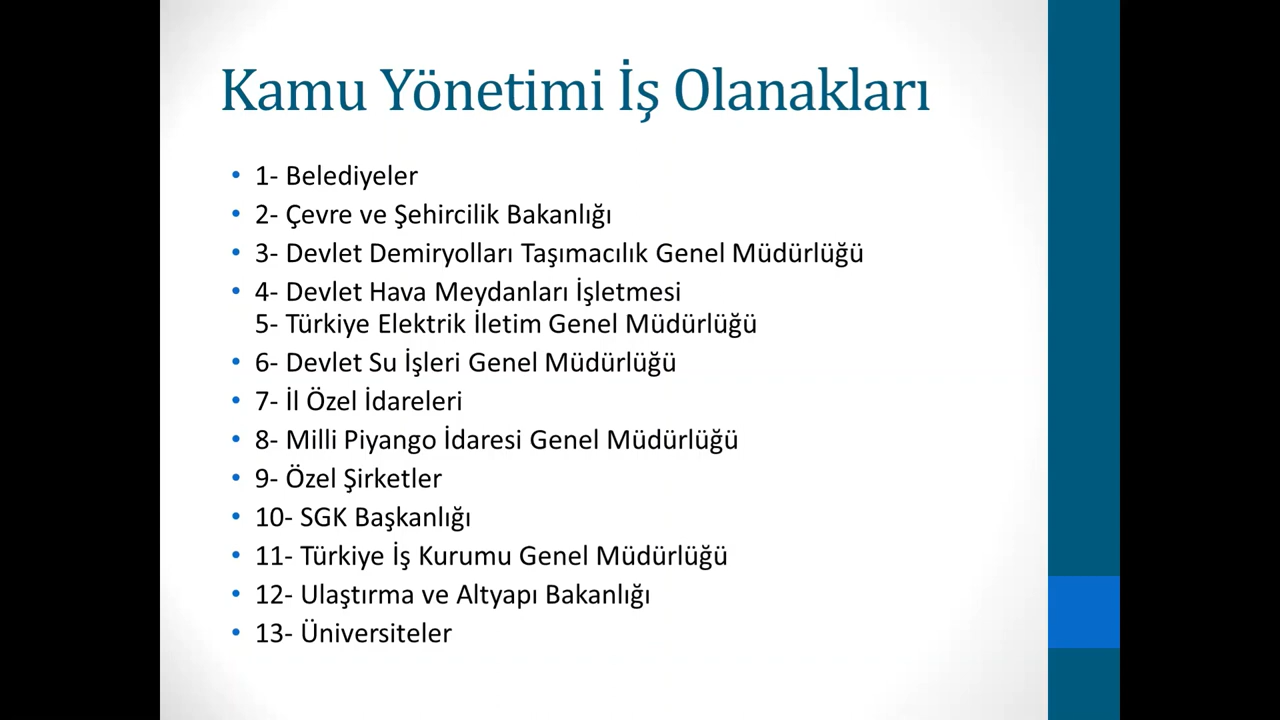 Kamu Yönetimi İş Olanakları
• 1- Belediyeler
• 2- Çevre ve Şehircilik Bakanlığı
• 3- Devlet Demiryolları Taşımacılık Genel Müdürlüğü
• 4- Devlet Hava Meydanları İşletmesi
5- Türkiye Elektrik İletim Genel Müdürlüğü
• 6- Devlet Su İşleri Genel Müdürlüğü
• 7- İl Özel İdareleri
• 8- Milli Piyango İdaresi Genel Müdürlüğü
• 9- Özel Şirketler
• 10- SGK Başkanlığı
• 11- Türkiye İş Kurumu Genel Müdürlüğü
• 12- Ulaştırma ve Altyapı Bakanlığı
• 13- Üniversiteler